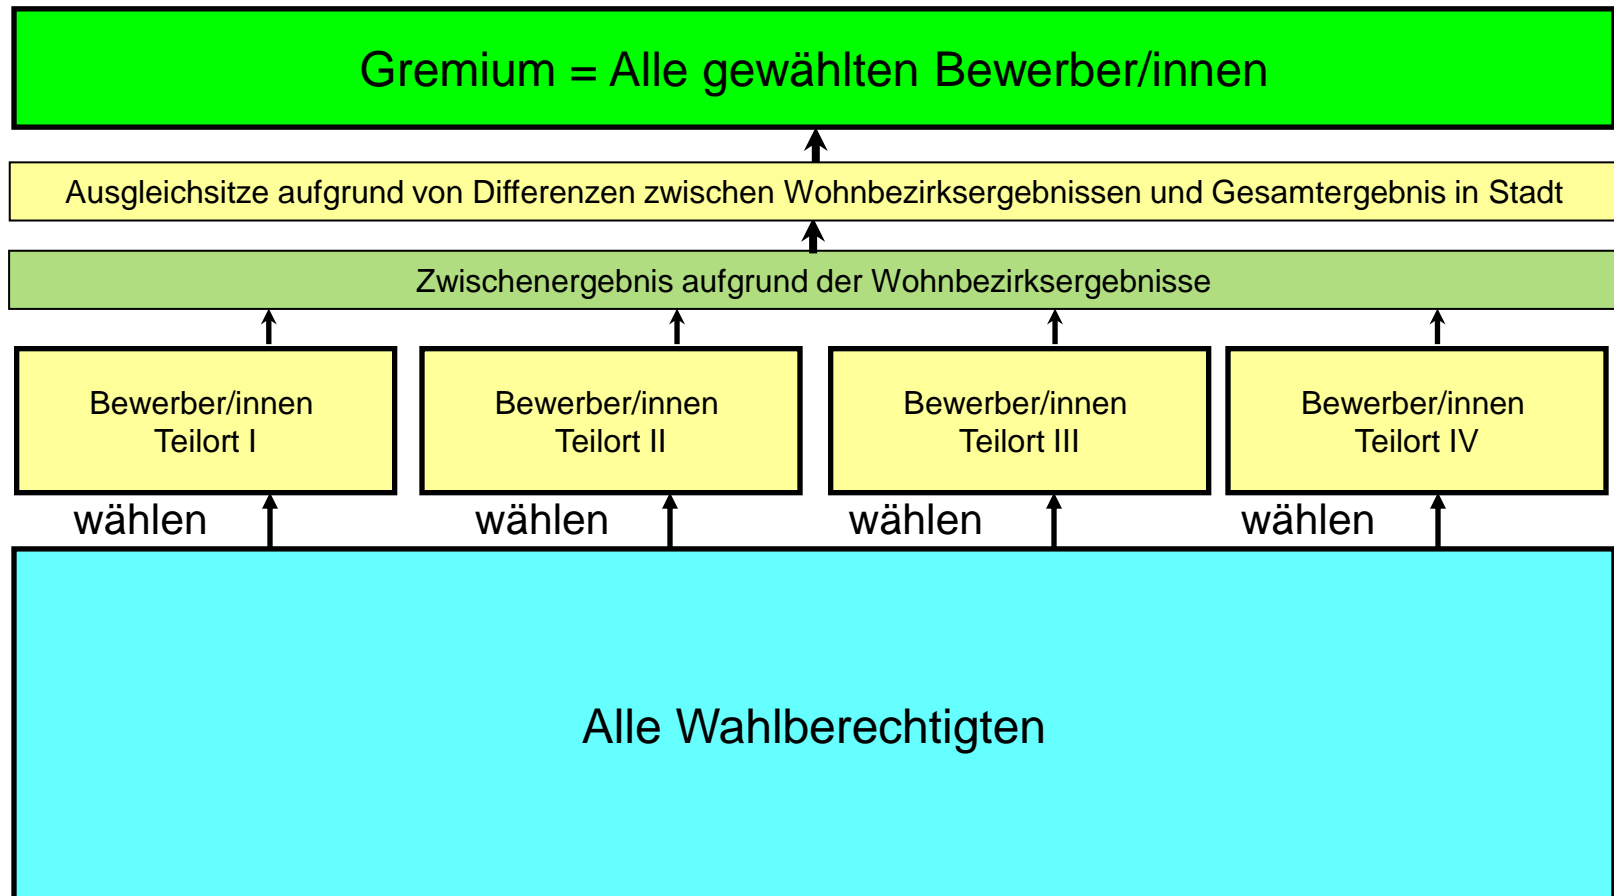 Gremium = Alle gewählten Bewerber/innen
Ausgleichsitze aufgrund von Differenzen zwischen Wohnbezirksergebnissen und Gesamtergebnis in Stadt
Zwischenergebnis aufgrund der Wohnbezirksergebnisse
Bewerber/innen
Teilort I
Bewerber/innen
Teilort II
Bewerber/innen
Teilort III
Bewerber/innen
Teilort IV
wählen
wählen
wählen
wählen
Alle Wahlberechtigten